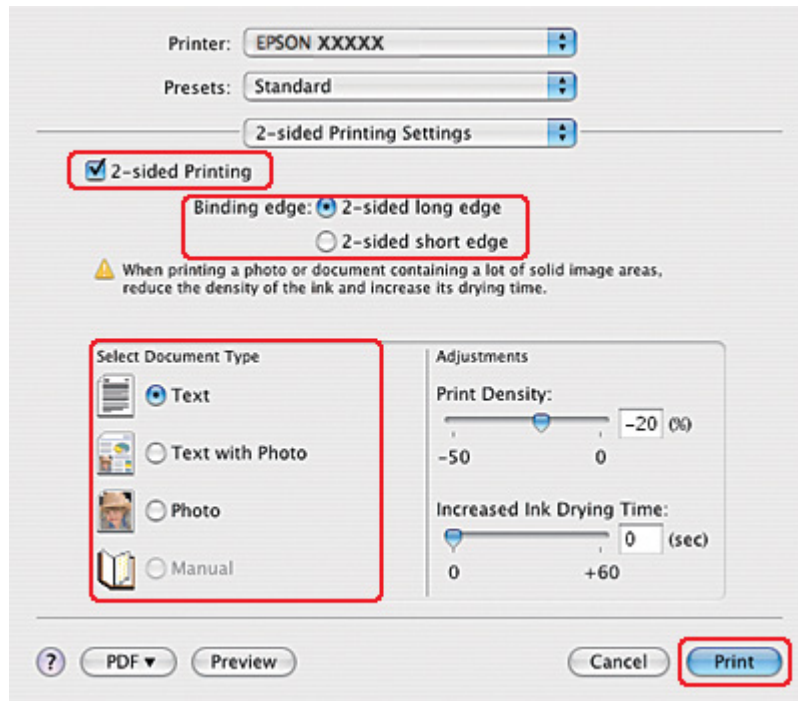 Printer: EPSON XXXXX
Presets: Standard
2-sided Printing Settings
2-sided Printing
Binding edge: 2-sided long edge
2-sided short edge
When printing a photo or document containing a lot of solid image areas,
reduce the density of the ink and increase its drying time.
Select Document Type
Text
Text with Photo
Photo
Manual
Adjustments
Print Density:
-20 (%)
-50 0
Increased Ink Drying Time:
0 (sec)
0 +60
? PDF ▼ Preview Cancel Print